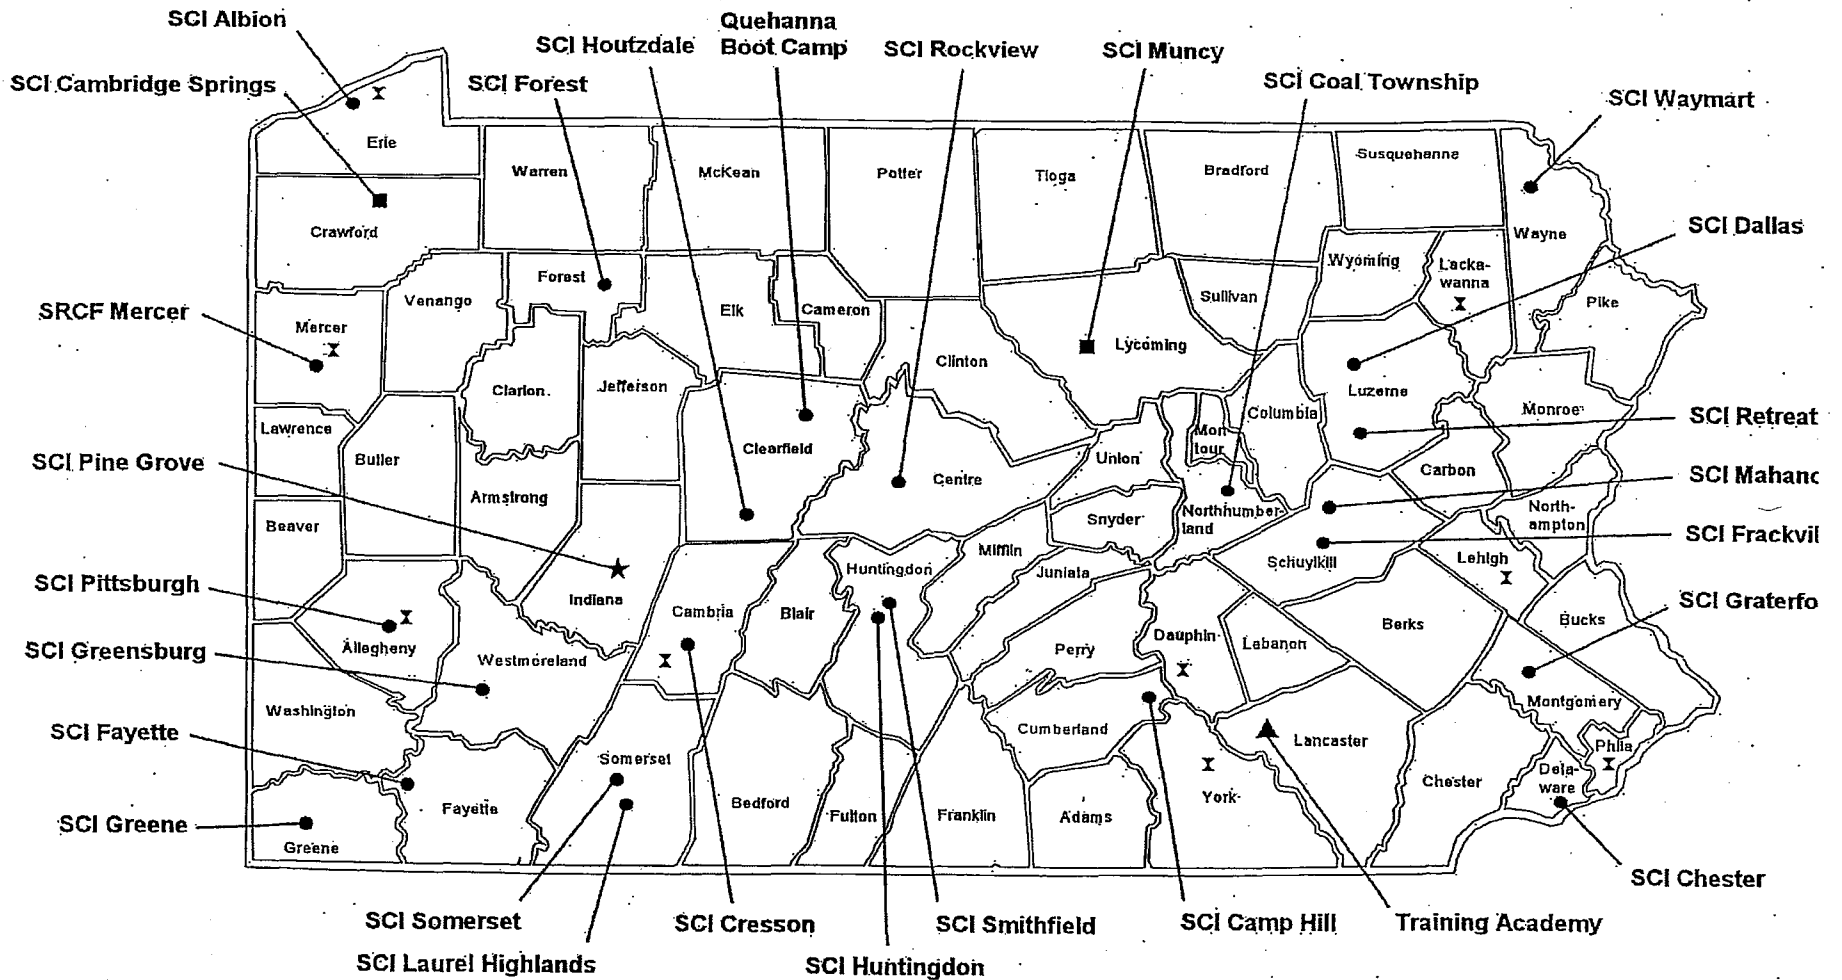 SCI Albion
SCI Cambridge Springs
SCI Houtzdale
SCI Forest
Quehanna
Boot Camp
SCI Rockview
SCI Muncy
SCI Coal Township
SCI Waymart
SCI Dallas
SRCF Mercer
SCI Retreat
SCI Pine Grove
SCI Mahanc
SCI Frackvil
SCI Pittsburgh
SCI Graterfo
SCI Greensburg
SCI Fayette
SCI Greene
SCI Chester
SCI Somerset
SCI Laurel Highlands
SCI Cresson
SCI Huntingdon
SCI Smithfield
SCI Camp Hill
Training Academy
Erie
Crawford
Warren
McKean
Potter
Tioga
Bradford
Susquehanna
Wayne
Wyoming
Lacka-
wanna
Pike
Sullivan
Mercer
Venango
Forest
Elk
Cameron
Clinton
Lycoming
Luzerne
Monroe
Columbia
Mon
tour
Lawrence
Butler
Clarion
Jefferson
Clearfield
Centre
Union
Carbon
North-
ampton
Northumber-
land
Snyder
Armstrong
Beaver
Mifflin
Juniata
Schuylkill
Lehigh
Huntingdon
Indiana
Cambria
Blair
Allegheny
Westmoreland
Perry
Dauphin
Lebanon
Berks
Bucks
Washington
Cumberland
Montgomery
Lancaster
Phila
Somerset
Bedford
Fulton
Franklin
Adams
York
Chester
Dela-
ware
Fayette
Greene